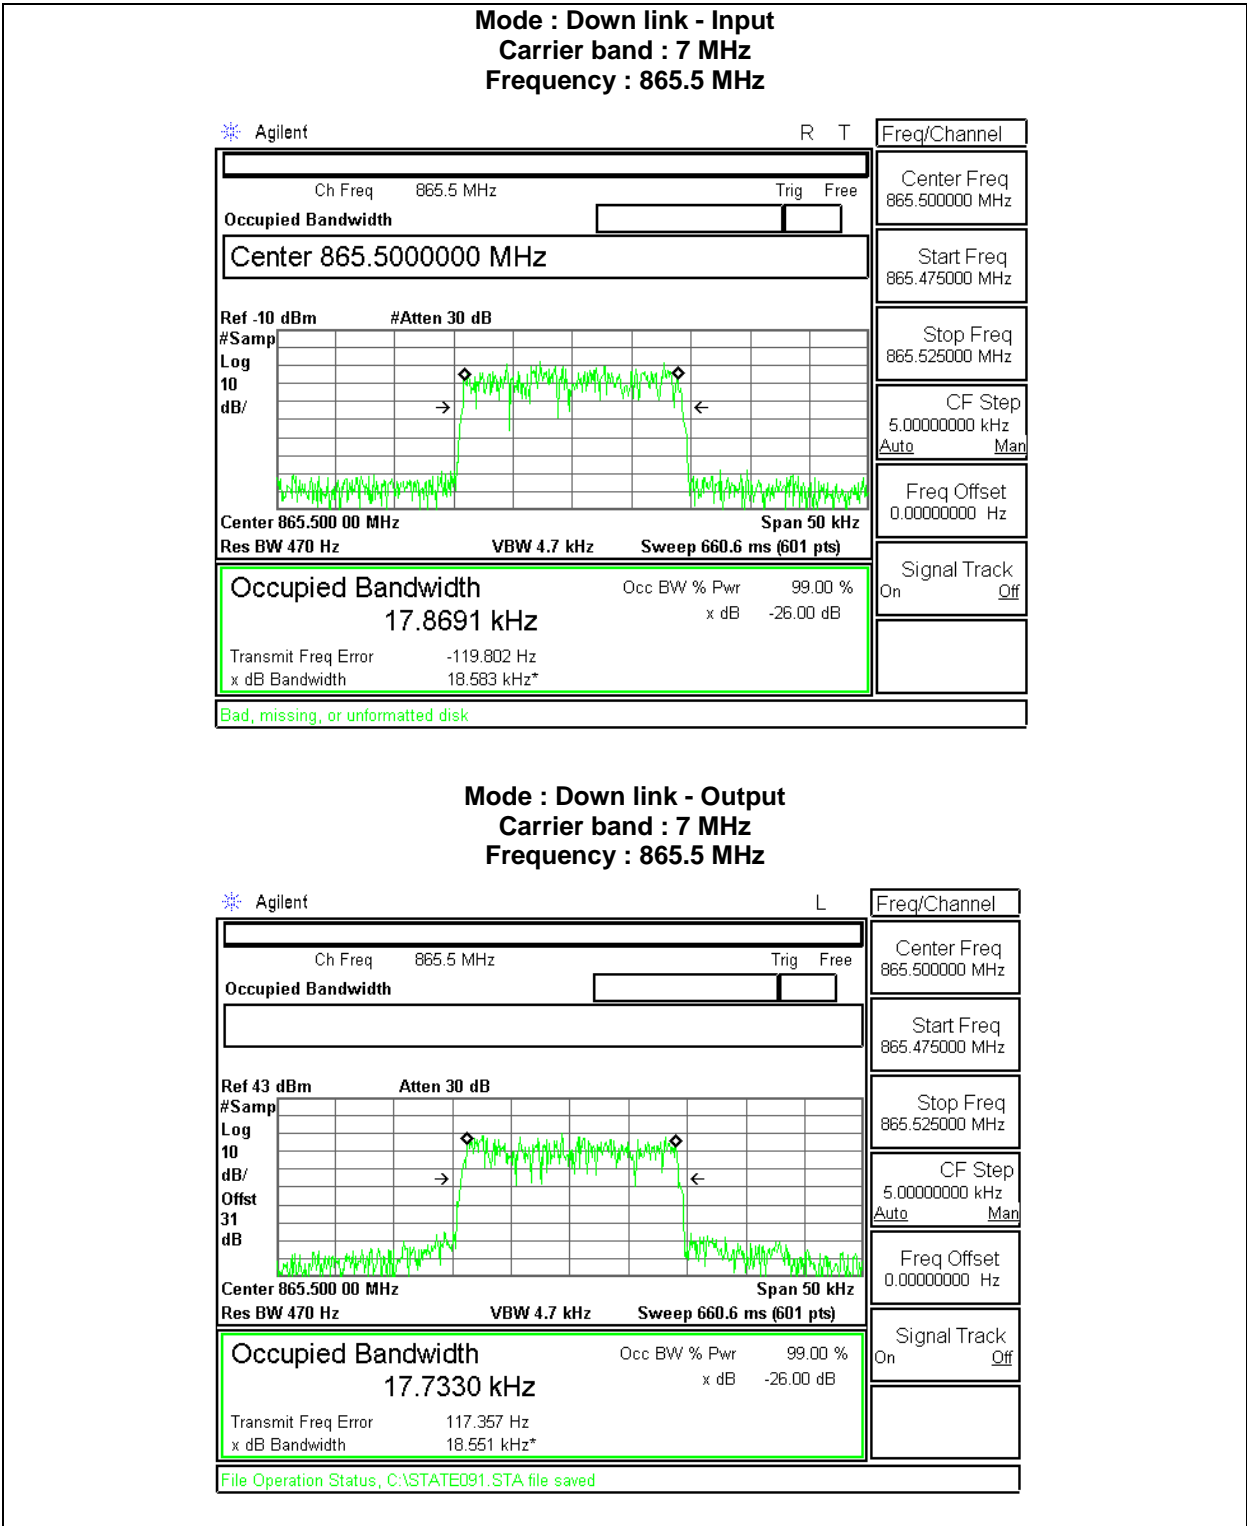 Mode : Down link - Input
Carrier band : 7 MHz
Frequency : 865.5 MHz
Agilent R T Freq/Channel
Ch Freq 865.5 MHz Trig Free
Occupied Bandwidth
Center 865.5000000 MHz
Center Freq
865.500000 MHz
Start Freq
865.475000 MHz
Stop Freq
865.525000 MHz
CF Step
5.00000000 kHz
Auto Man
Freq Offset
0.00000000 Hz
Signal Track
On Off
Ref -10 dBm #Atten 30 dB
#Samp
Log
10
dB/
Center 865.500 00 MHz Span 50 kHz
Res BW 470 Hz VBW 4.7 kHz Sweep 660.6 ms (601 pts)
Occupied Bandwidth Occ BW % Pwr 99.00 %
17.8691 kHz x dB -26.00 dB
Transmit Freq Error -119.802 Hz
x dB Bandwidth 18.583 kHz*
Bad, missing, or unformatted disk
Mode : Down link - Output
Carrier band : 7 MHz
Frequency : 865.5 MHz
Agilent L Freq/Channel
Ch Freq 865.5 MHz Trig Free
Occupied Bandwidth
Center Freq
865.500000 MHz
Start Freq
865.475000 MHz
Stop Freq
865.525000 MHz
CF Step
5.00000000 kHz
Auto Man
Freq Offset
0.00000000 Hz
Signal Track
On Off
Ref 43 dBm Atten 30 dB
#Samp
Log
10
dB/
Offst
31
dB
Center 865.500 00 MHz Span 50 kHz
Res BW 470 Hz VBW 4.7 kHz Sweep 660.6 ms (601 pts)
Occupied Bandwidth Occ BW % Pwr 99.00 %
17.7330 kHz x dB -26.00 dB
Transmit Freq Error 117.357 Hz
x dB Bandwidth 18.551 kHz*
File Operation Status, C:\STATE091.STA file saved